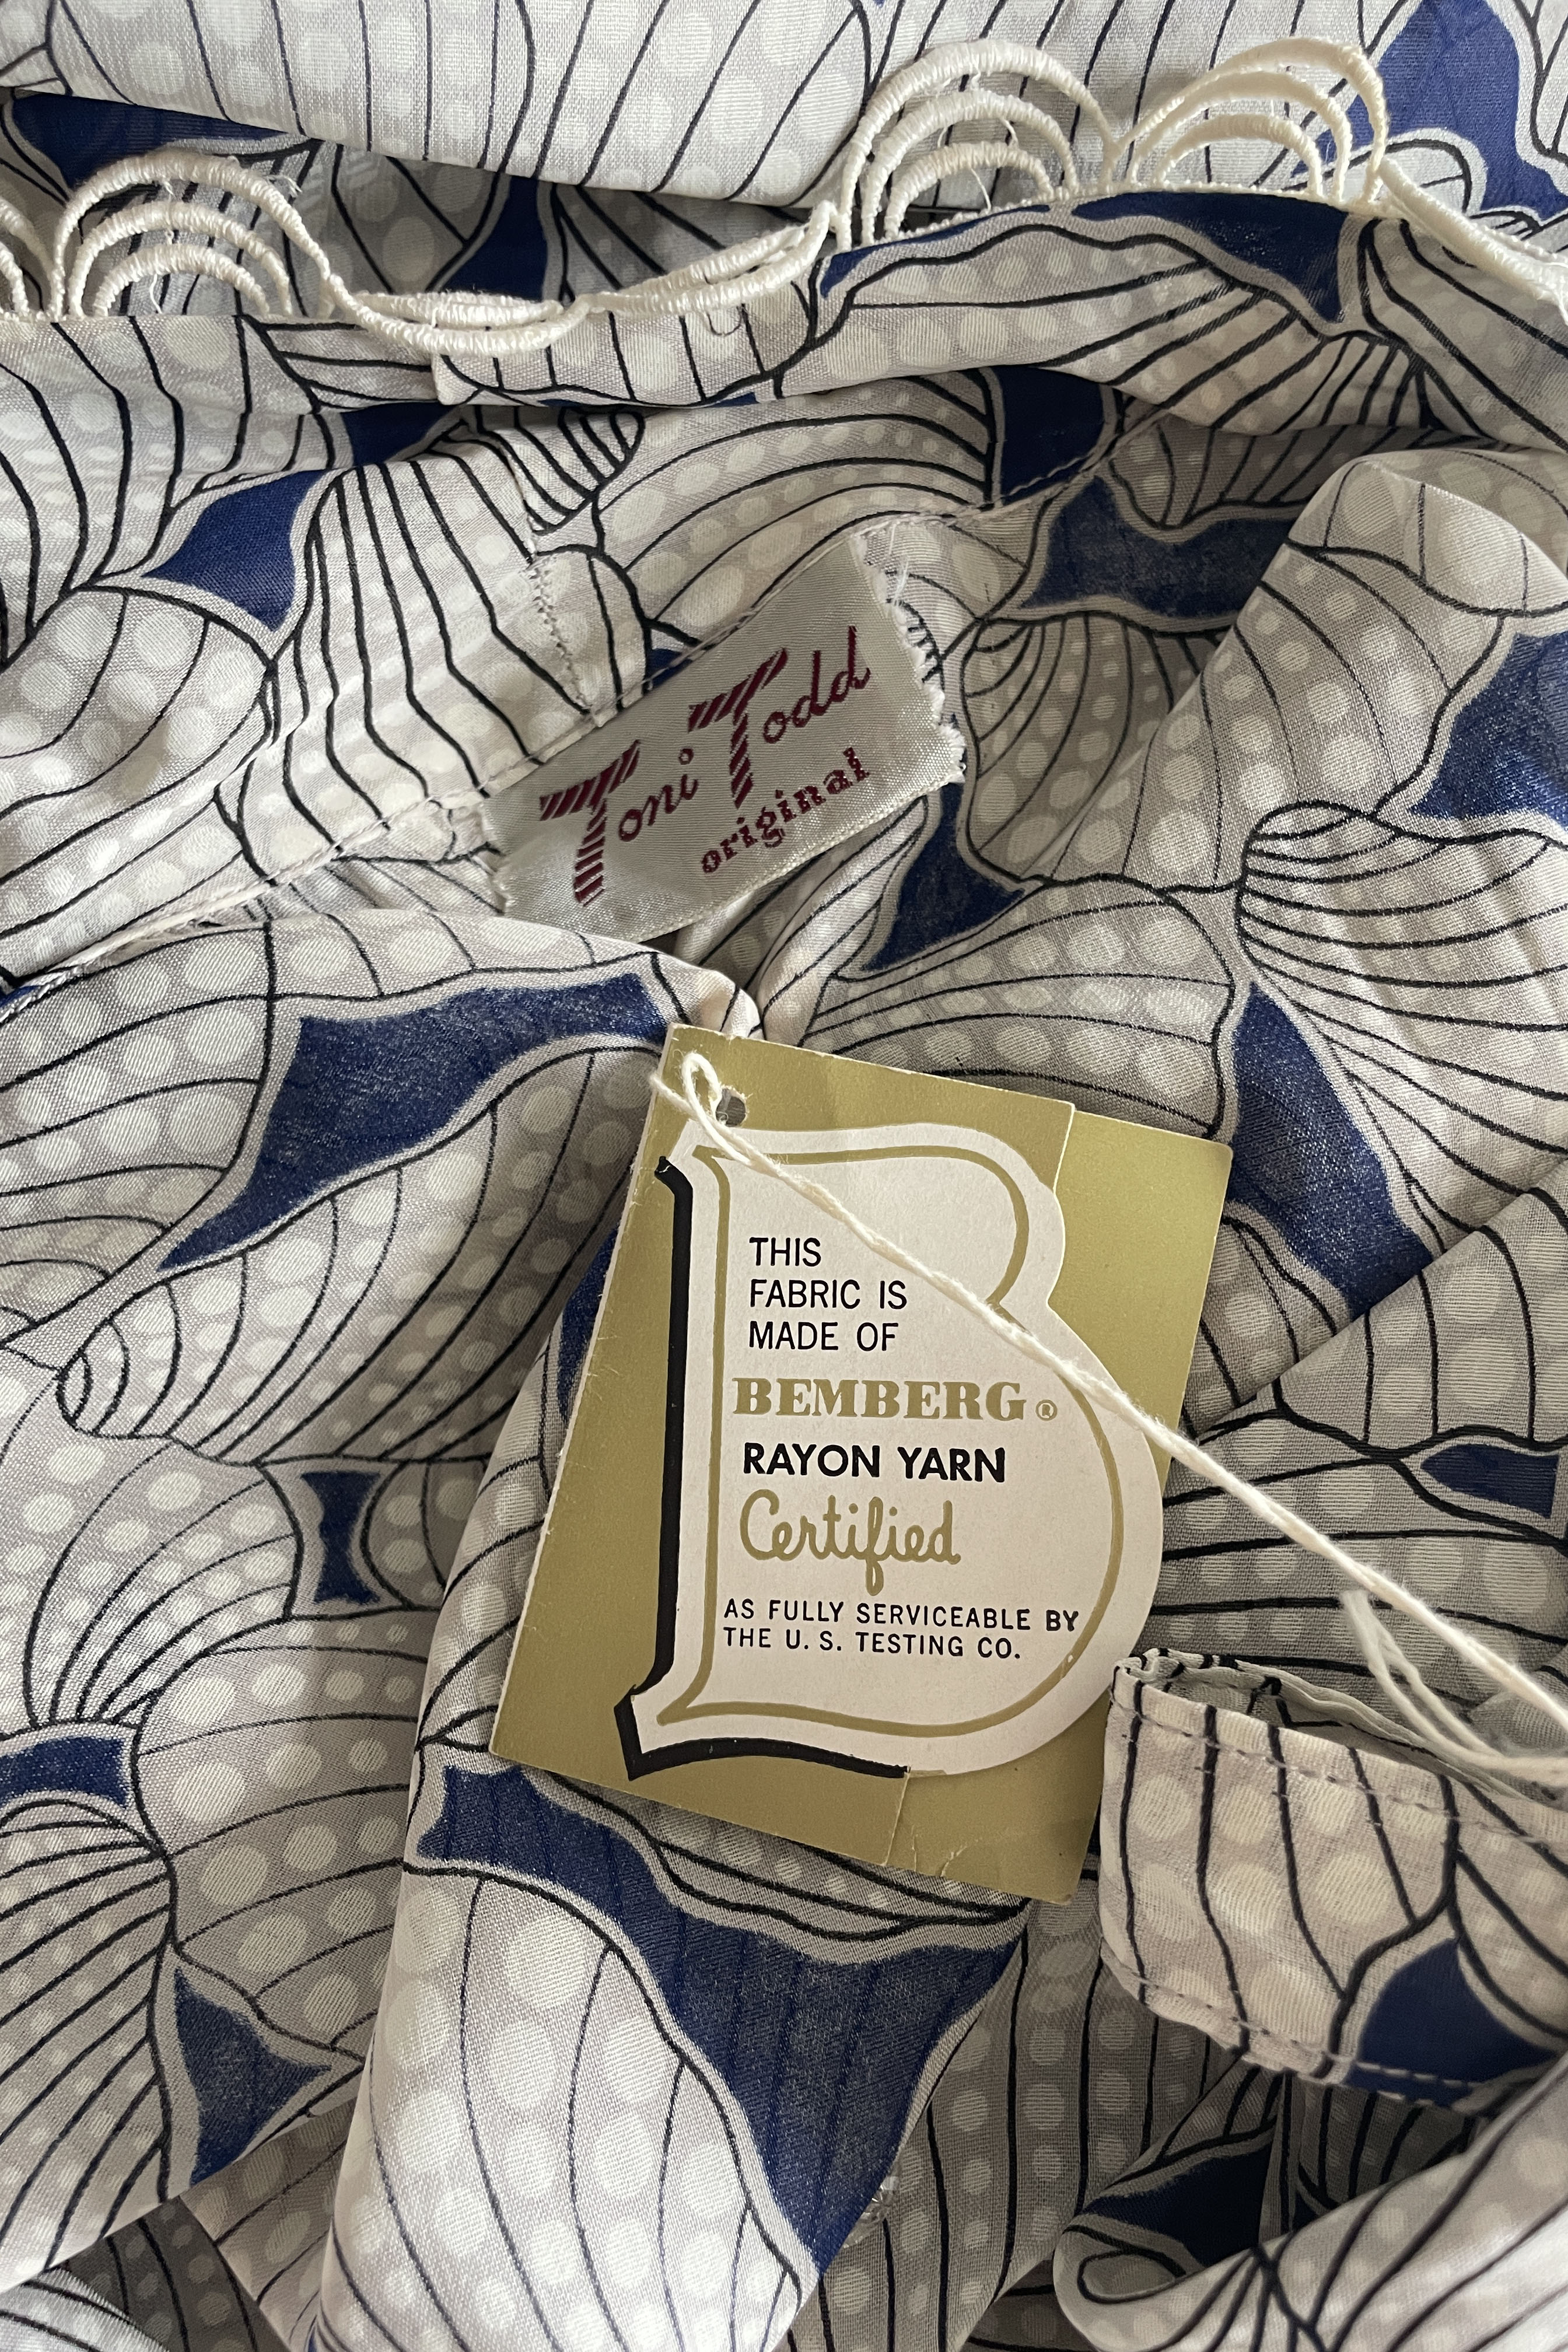 Toni Todd
original
THIS
FABRIC IS
MADE OF
BEMBERG®
RAYON YARN
Certified
AS FULLY SERVICEABLE BY
THE U. S. TESTING CO.